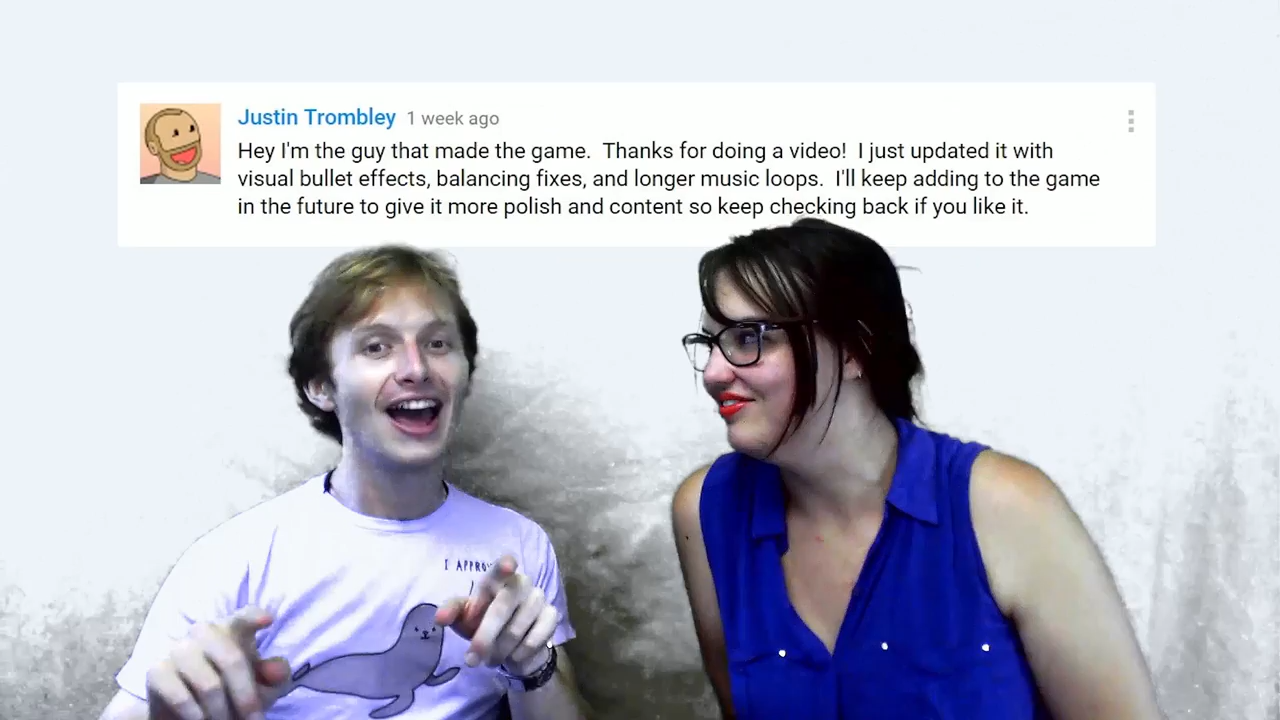 Justin Trombley 1 week ago
Hey I'm the guy that made the game.  Thanks for doing a video!  I just updated it with
visual bullet effects, balancing fixes, and longer music loops.  I'll keep adding to the game
in the future to give it more polish and content so keep checking back if you like it.
I